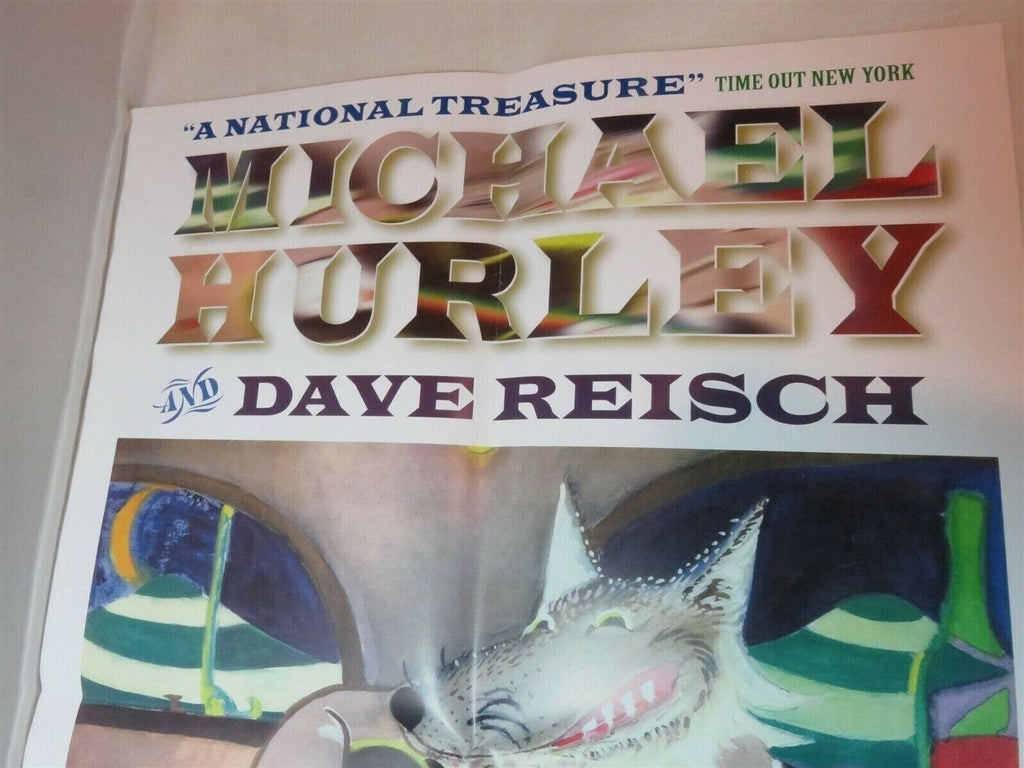 “A NATIONAL TREASURE” TIME OUT NEW YORK
MICHAEL
HURLEY
AND DAVE REISCH